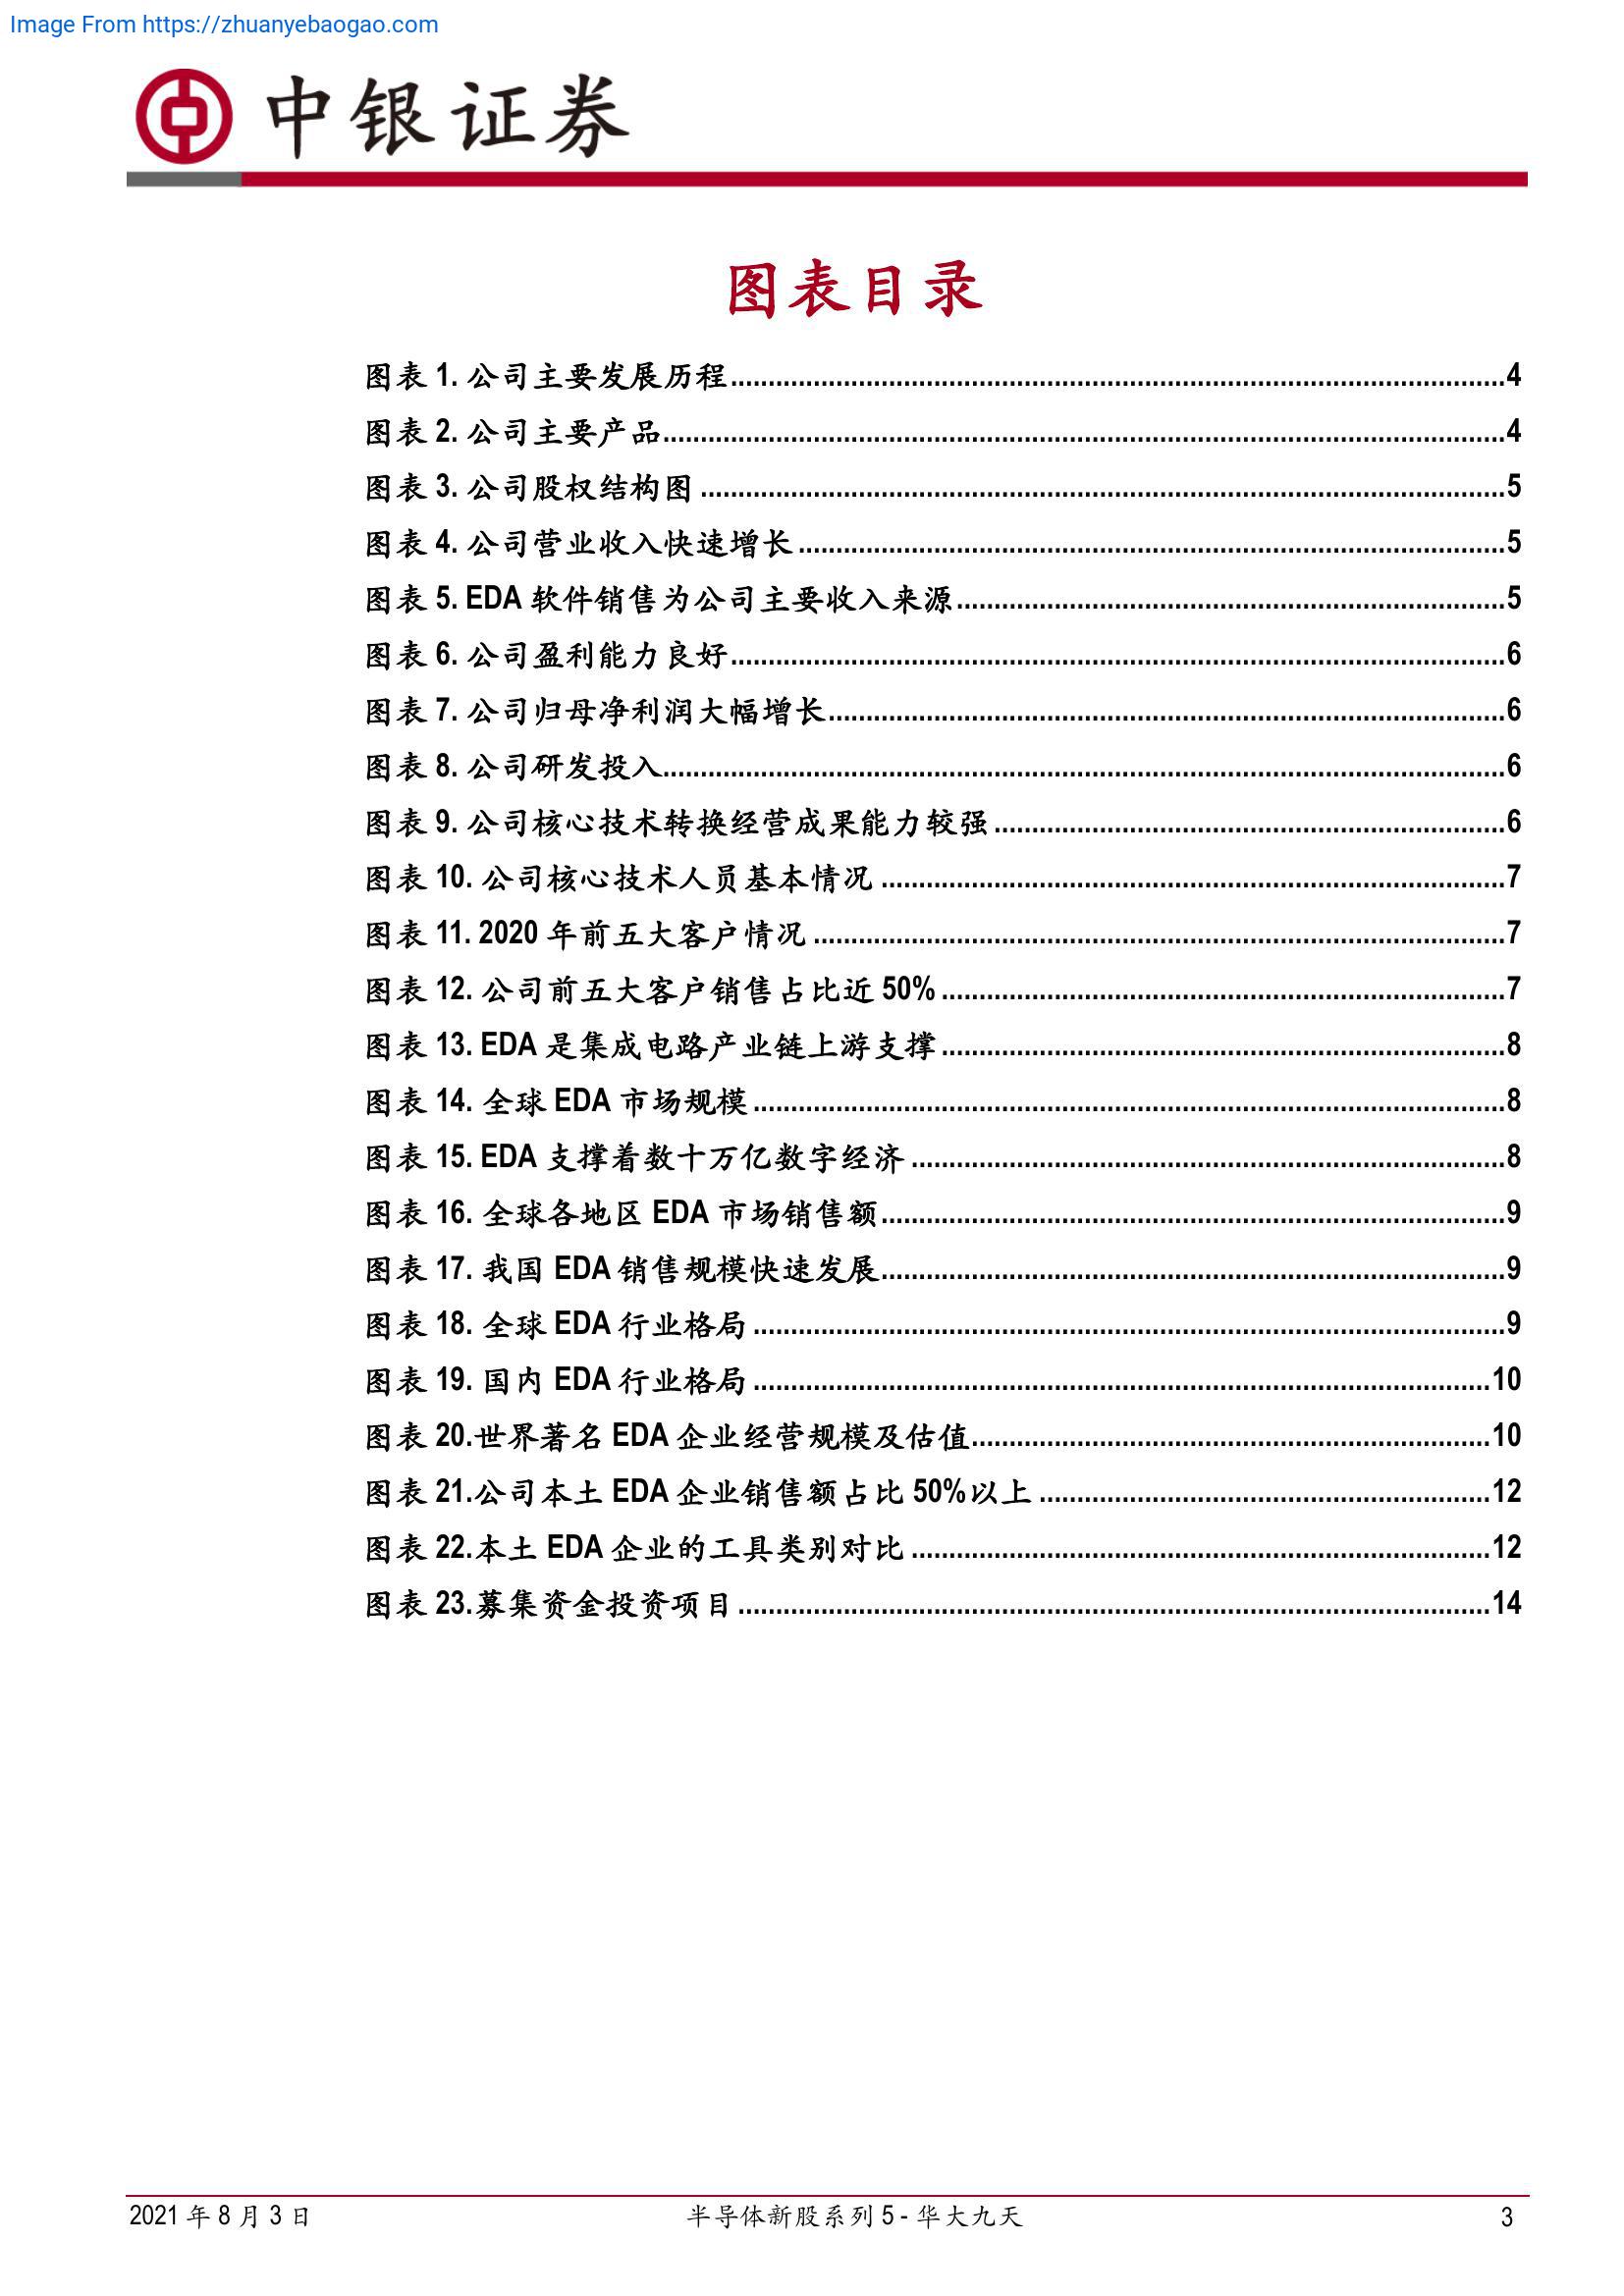 Image From https://zhuanyebaogao.com
中银证券
图表目录
图表 1. 公司主要发展历程........................................................................................................4
图表 2. 公司主要产品.................................................................................................................4
图表 3. 公司股权结构图 ............................................................................................................5
图表 4. 公司营业收入快速增长 ...............................................................................................5
图表 5. EDA 软件销售为公司主要收入来源..........................................................................5
图表 6. 公司盈利能力良好........................................................................................................6
图表 7. 公司归母净利润大幅增长...........................................................................................6
图表 8. 公司研发投入.................................................................................................................6
图表 9. 公司核心技术转换经营成果能力较强 .....................................................................6
图表 10. 公司核心技术人员基本情况 ....................................................................................7
图表 11. 2020 年前五大客户情况 .............................................................................................7
图表 12. 公司前五大客户销售占比近 50% ............................................................................7
图表 13. EDA 是集成电路产业链上游支撑 ............................................................................8
图表 14. 全球 EDA 市场规模 .....................................................................................................8
图表 15. EDA 支撑着数十万亿数字经济 ................................................................................8
图表 16. 全球各地区 EDA 市场销售额....................................................................................9
图表 17. 我国 EDA 销售规模快速发展....................................................................................9
图表 18. 全球 EDA 行业格局 .....................................................................................................9
图表 19. 国内 EDA 行业格局 ...................................................................................................10
图表 20.世界著名 EDA 企业经营规模及估值......................................................................10
图表 21.公司本土 EDA 企业销售额占比 50%以上 .............................................................12
图表 22.本土 EDA 企业的工具类别对比 ..............................................................................12
图表 23.募集资金投资项目 .....................................................................................................14
2021 年 8 月 3 日 半导体新股系列 5 - 华大九天 3